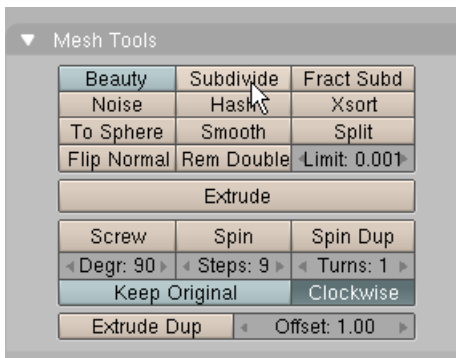 Mesh Tools
Beauty Subdivide Fract Subd
Noise Hash Xsort
To Sphere Smooth Split
Flip Normal Rem Double Limit: 0.001
Extrude
Screw Spin Spin Dup
Degr: 90 Steps: 9 Turns: 1
Keep Original Clockwise
Extrude Dup Offset: 1.00